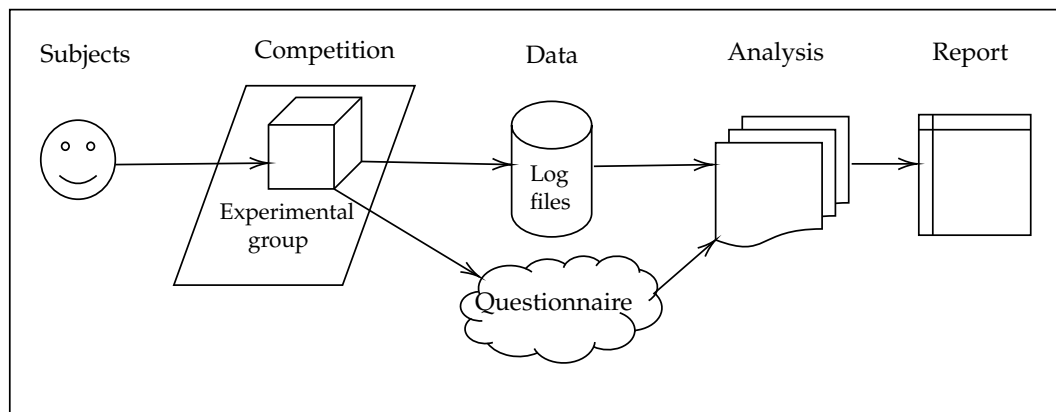 Subjects
Competition
Data
Analysis
Report
Experimental
group
Log
files
Questionnaire